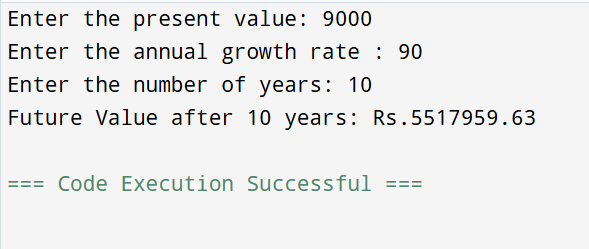 Enter the present value: 9000
Enter the annual growth rate : 90
Enter the number of years: 10
Future Value after 10 years: Rs.5517959.63
=== Code Execution Successful ===